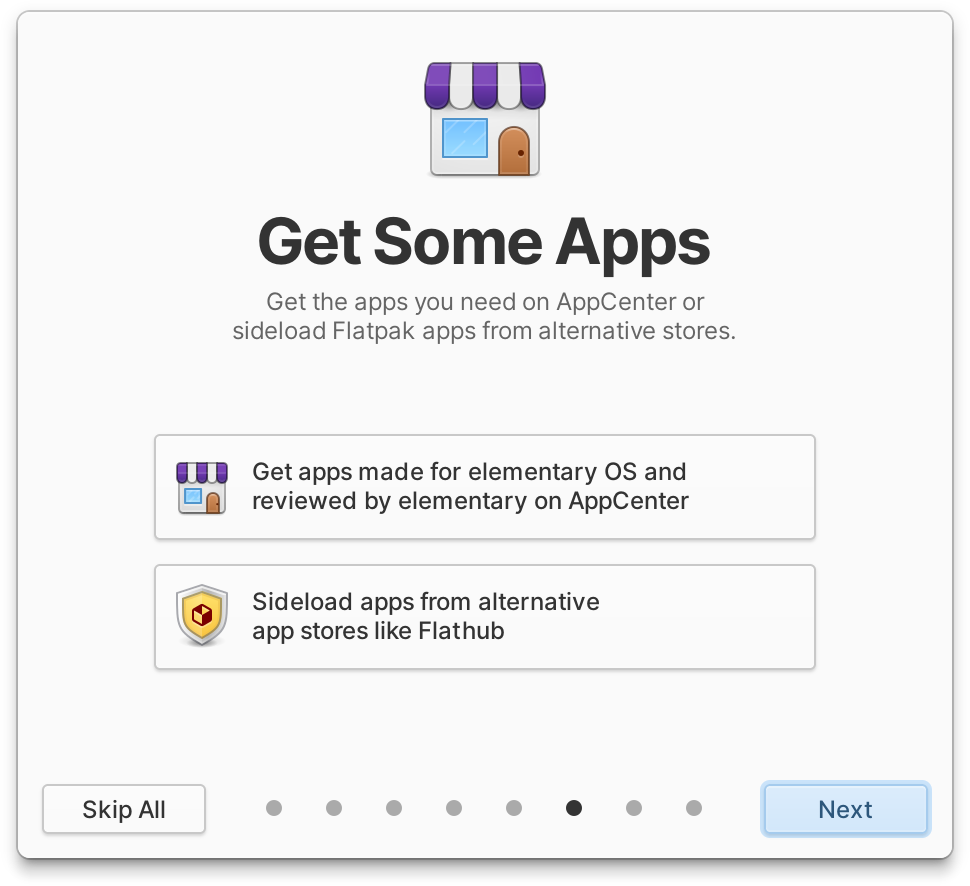 Get Some Apps
Get the apps you need on AppCenter or
sideload Flatpak apps from alternative stores.
Get apps made for elementary OS and
reviewed by elementary on AppCenter
Sideload apps from alternative
app stores like Flathub
Skip All
Next